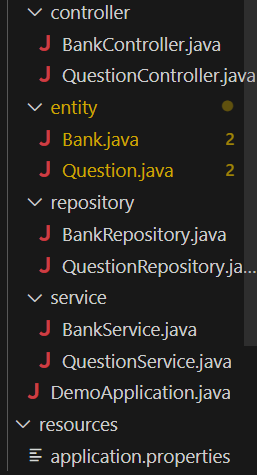 controller
BankController.java
QuestionController.java
entity
Bank.java 2
Question.java 2
repository
BankRepository.java
QuestionRepository.ja...
service
BankService.java
QuestionService.java
DemoApplication.java
resources
application.properties